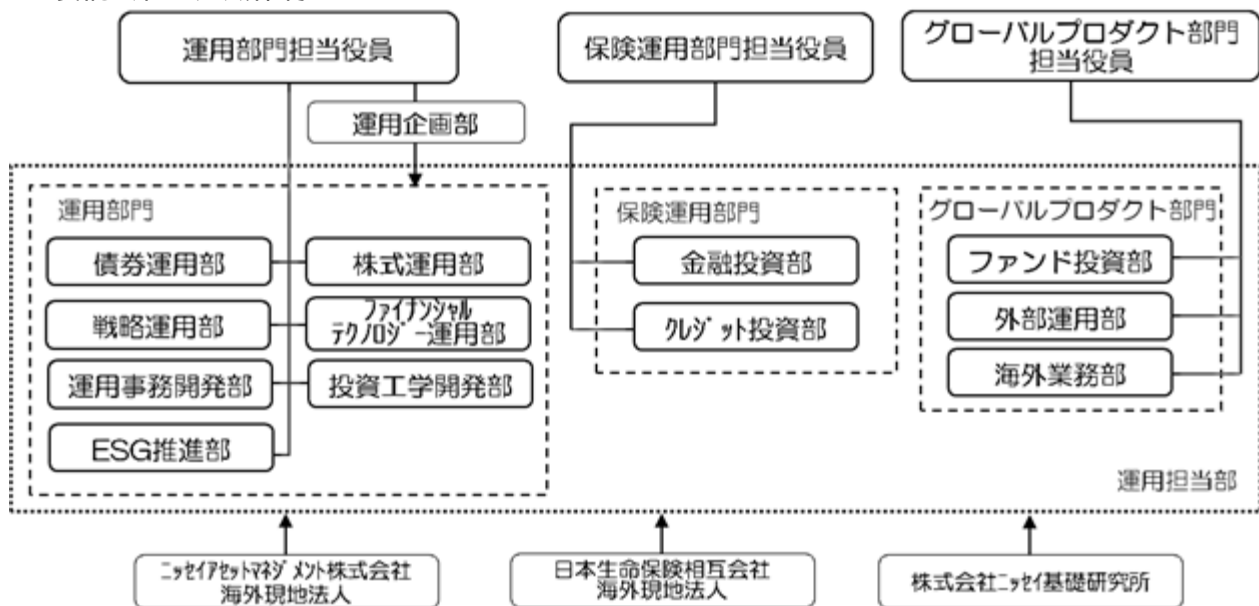 運用部門担当役員
保険運用部門担当役員
グローバルプロダクト部門
担当役員
運用企画部
運用部門
債券運用部
株式運用部
戦略運用部
ファイナンシャル
テクノロジー運用部
運用事務開発部
投資工学開発部
ESG推進部
保険運用部門
金融投資部
クレジット投資部
グローバルプロダクト部門
ファンド投資部
外部運用部
海外業務部
運用担当部
ニッセイアセットマネジメント株式会社
海外現地法人
日本生命保険相互会社
海外現地法人
株式会社ニッセイ基礎研究所